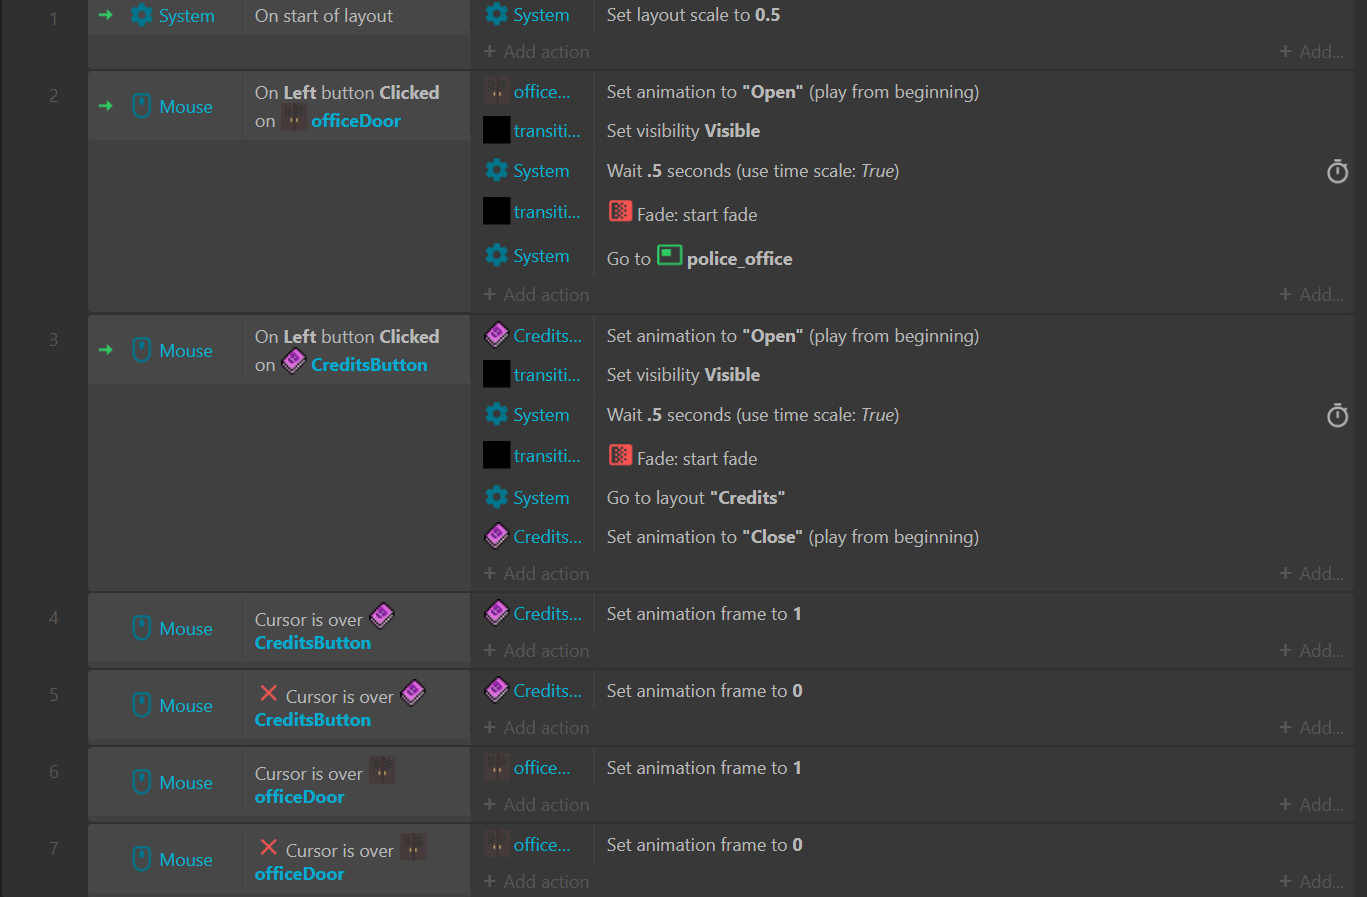 1
System
On start of layout
System
Set layout scale to 0.5
+ Add action
+ Add...
2
Mouse
On Left button Clicked
on officeDoor
office...
Set animation to "Open" (play from beginning)
transiti...
Set visibility Visible
System
Wait .5 seconds (use time scale: True)
transiti...
Fade: start fade
System
Go to police_office
+ Add action
+ Add...
3
Mouse
On Left button Clicked
on CreditsButton
Credits...
Set animation to "Open" (play from beginning)
transiti...
Set visibility Visible
System
Wait .5 seconds (use time scale: True)
transiti...
Fade: start fade
System
Go to layout "Credits"
Credits...
Set animation to "Close" (play from beginning)
+ Add action
+ Add...
4
Mouse
Cursor is over
CreditsButton
Credits...
Set animation frame to 1
+ Add action
+ Add...
5
Mouse
Cursor is over
CreditsButton
Credits...
Set animation frame to 0
+ Add action
+ Add...
6
Mouse
Cursor is over
officeDoor
office...
Set animation frame to 1
+ Add action
+ Add...
7
Mouse
Cursor is over
officeDoor
office...
Set animation frame to 0
+ Add action
+ Add...